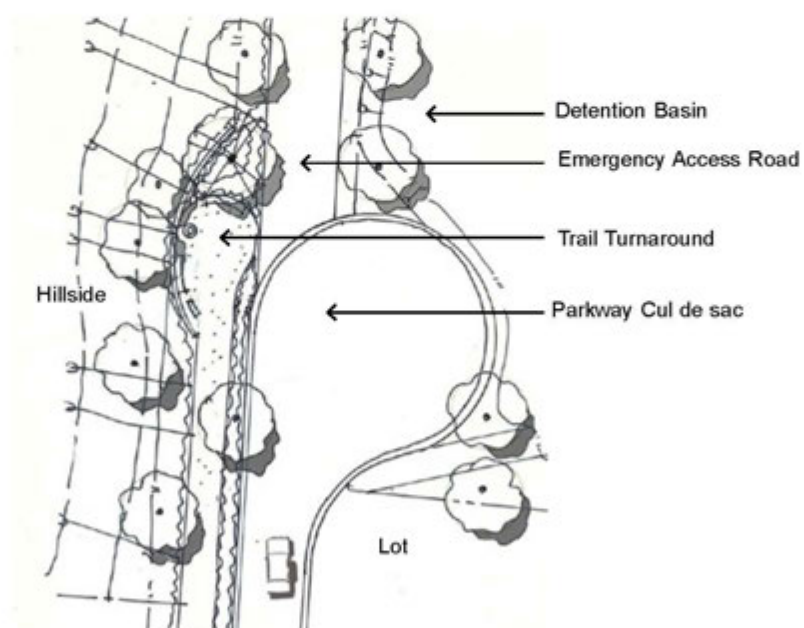 Detention Basin
Emergency Access Road
Trail Turnaround
Hillside
Parkway Cul de sac
Lot